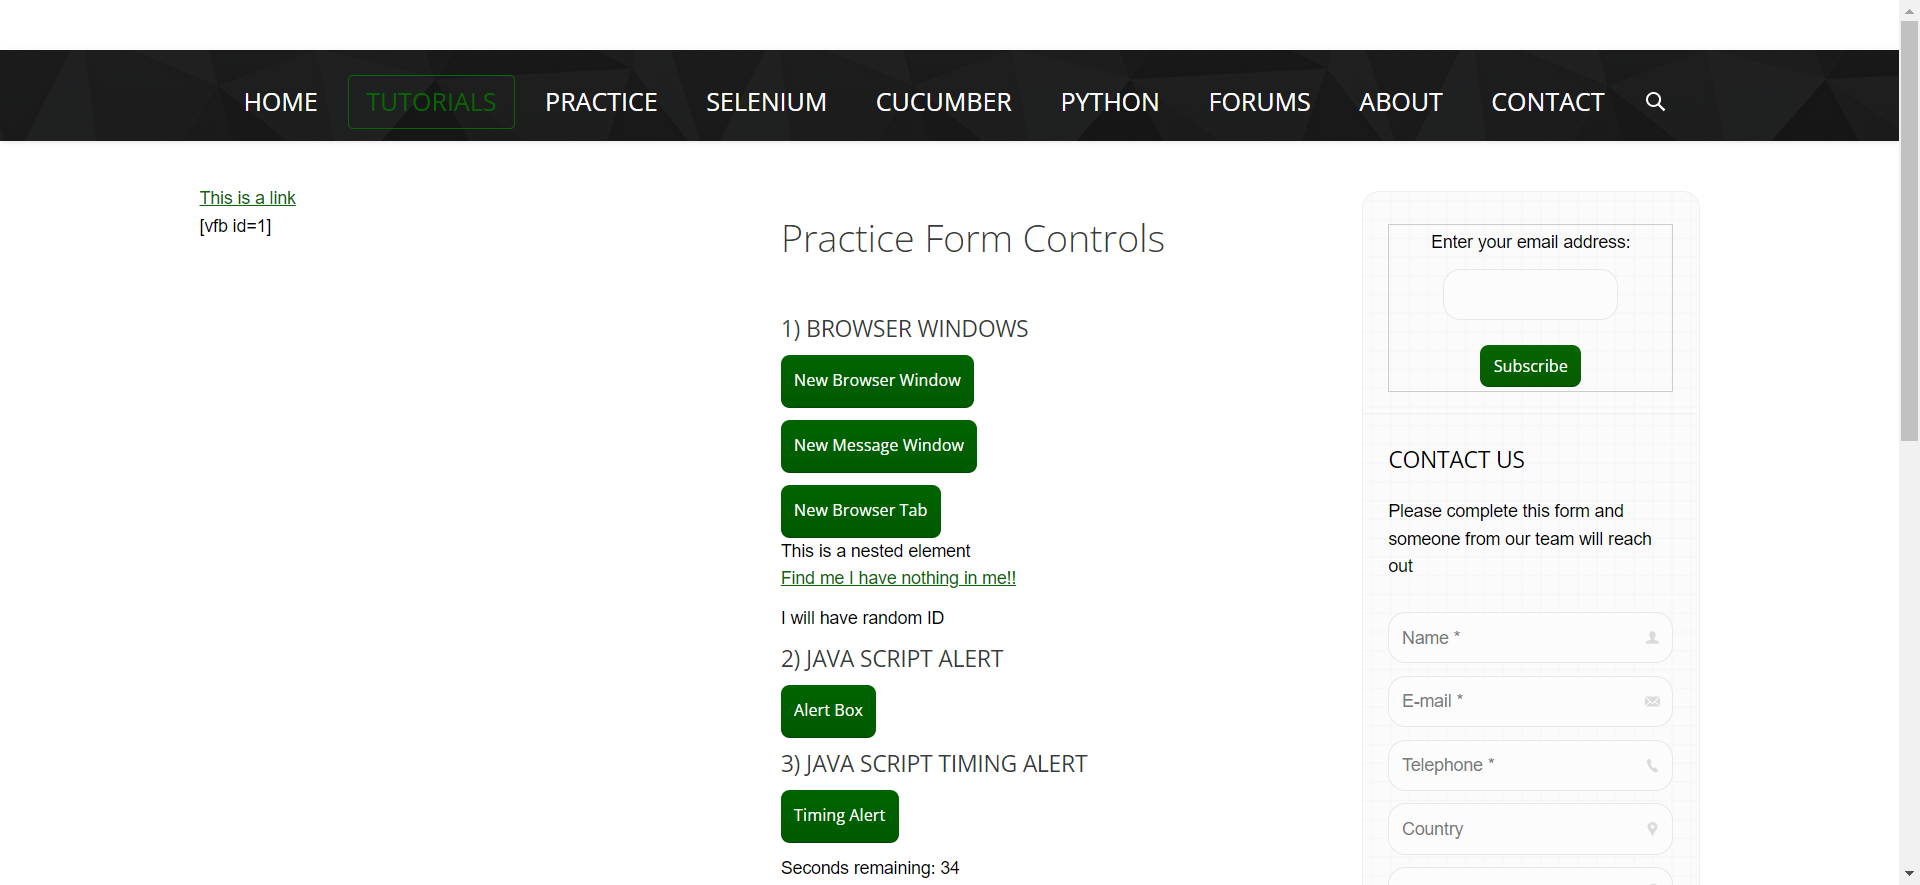 HOME TUTORIALS PRACTICE SELENIUM CUCUMBER PYTHON FORUMS ABOUT CONTACT
This is a link
[vfb id=1]
Practice Form Controls
1) BROWSER WINDOWS
New Browser Window
New Message Window
New Browser Tab
This is a nested element
Find me I have nothing in me!!
I will have random ID
2) JAVA SCRIPT ALERT
Alert Box
3) JAVA SCRIPT TIMING ALERT
Timing Alert
Seconds remaining: 34
Enter your email address:
Subscribe
CONTACT US
Please complete this form and
someone from our team will reach
out
Name *
E-mail *
Telephone *
Country